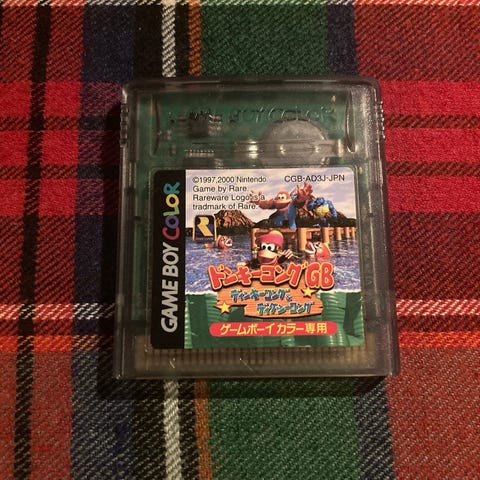 GAME BOY COLOR
©1997,2000 Nintendo
CGB-AD3J-JPN
Game by Rare.
Rareware Logo is a
tradmark of Rare.
GAME BOY COLOR
ドンキーコングGB
ディンキーコング&
ディクシーコング
ゲームボーイカラー専用